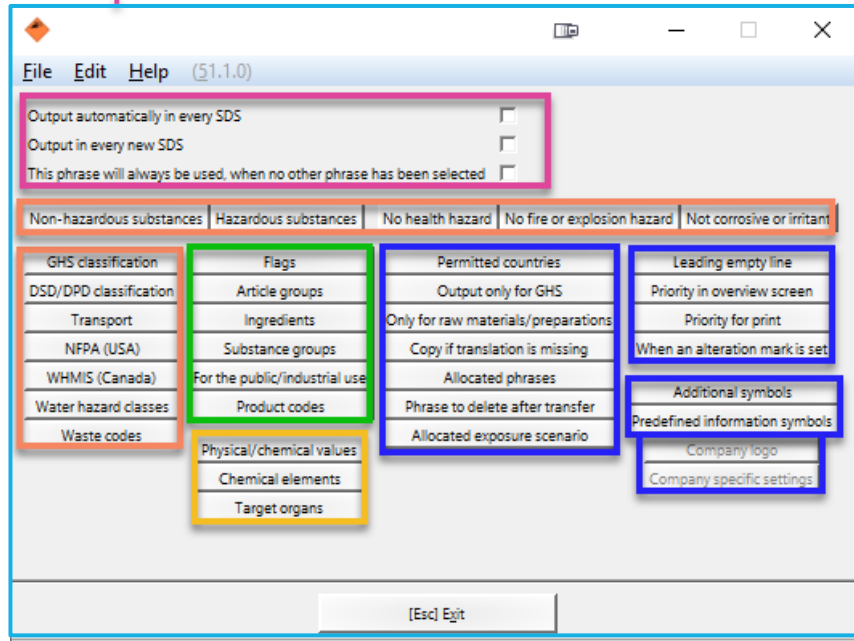 File Edit Help (51.1.0)
Output automatically in every SDS
Output in every new SDS
This phrase will always be used, when no other phrase has been selected
Non-hazardous substances Hazardous substances No health hazard No fire or explosion hazard Not corrosive or irritant
GHS classification Flags Permitted countries Leading empty line
DSD/DPD classification Article groups Output only for GHS Priority in overview screen
Transport Ingredients Only for raw materials/preparations Priority for print
NFPA (USA) Substance groups Copy if translation is missing When an alteration mark is set
WHMIS (Canada) For the public/industrial use Allocated phrases Additional symbols
Water hazard classes Product codes Phrase to delete after transfer Predefined information symbols
Waste codes Physical/chemical values Allocated exposure scenario Company logo
Chemical elements Company specific settings
Target organs
[Esc] Exit